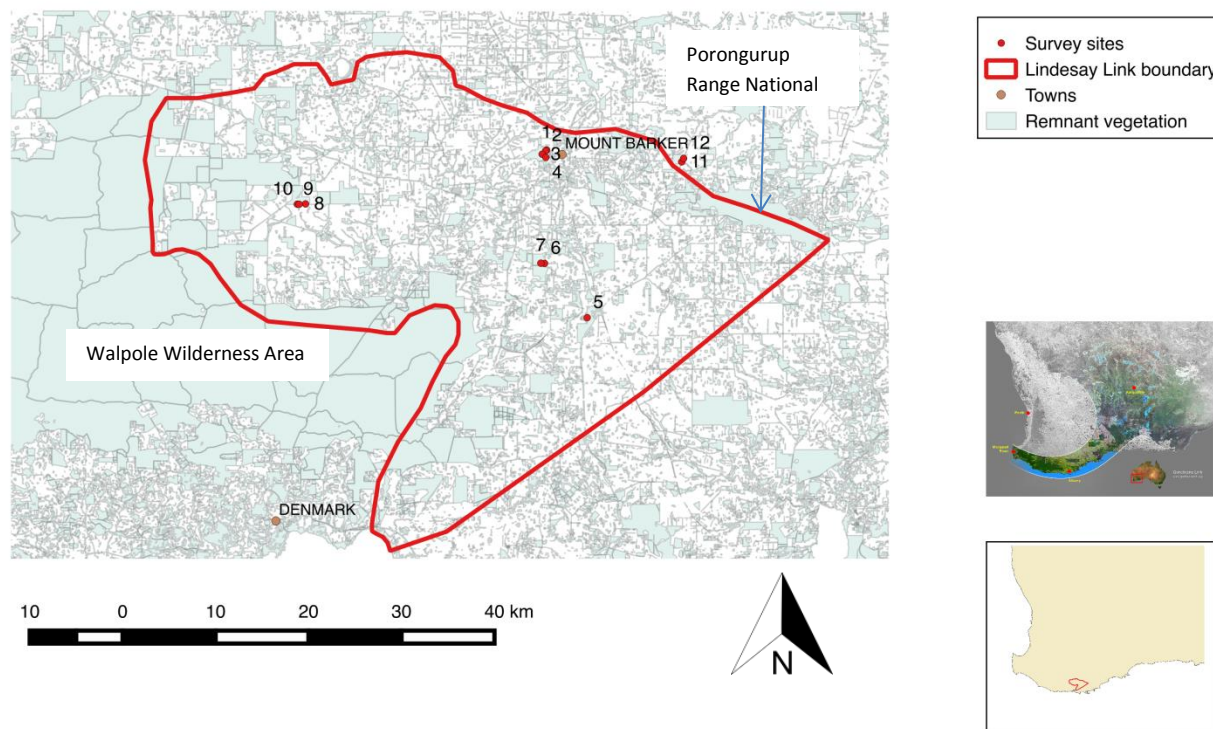 Porongurup
Range National
12
MOUNT BARKER
12
3
4
11
10
9
8
7
6
5
Walpole Wilderness Area
DENMARK
10 0 10 20 30 40 km
N
Survey sites
Lindesay Link boundary
Towns
Remnant vegetation